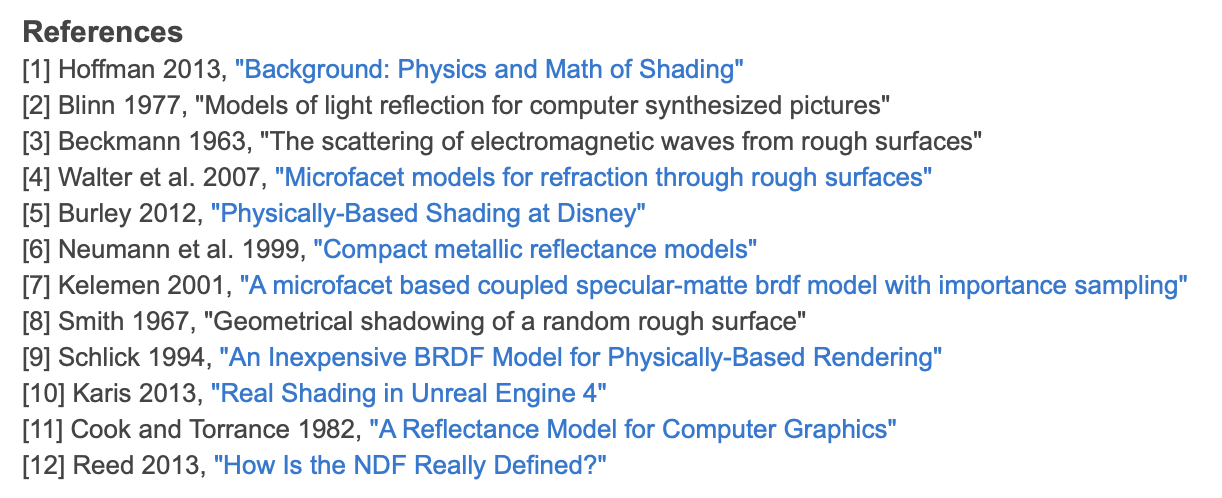 References
[1] Hoffman 2013, "Background: Physics and Math of Shading"
[2] Blinn 1977, "Models of light reflection for computer synthesized pictures"
[3] Beckmann 1963, "The scattering of electromagnetic waves from rough surfaces"
[4] Walter et al. 2007, "Microfacet models for refraction through rough surfaces"
[5] Burley 2012, "Physically-Based Shading at Disney"
[6] Neumann et al. 1999, "Compact metallic reflectance models"
[7] Kelemen 2001, "A microfacet based coupled specular-matte brdf model with importance sampling"
[8] Smith 1967, "Geometrical shadowing of a random rough surface"
[9] Schlick 1994, "An Inexpensive BRDF Model for Physically-Based Rendering"
[10] Karis 2013, "Real Shading in Unreal Engine 4"
[11] Cook and Torrance 1982, "A Reflectance Model for Computer Graphics"
[12] Reed 2013, "How Is the NDF Really Defined?"